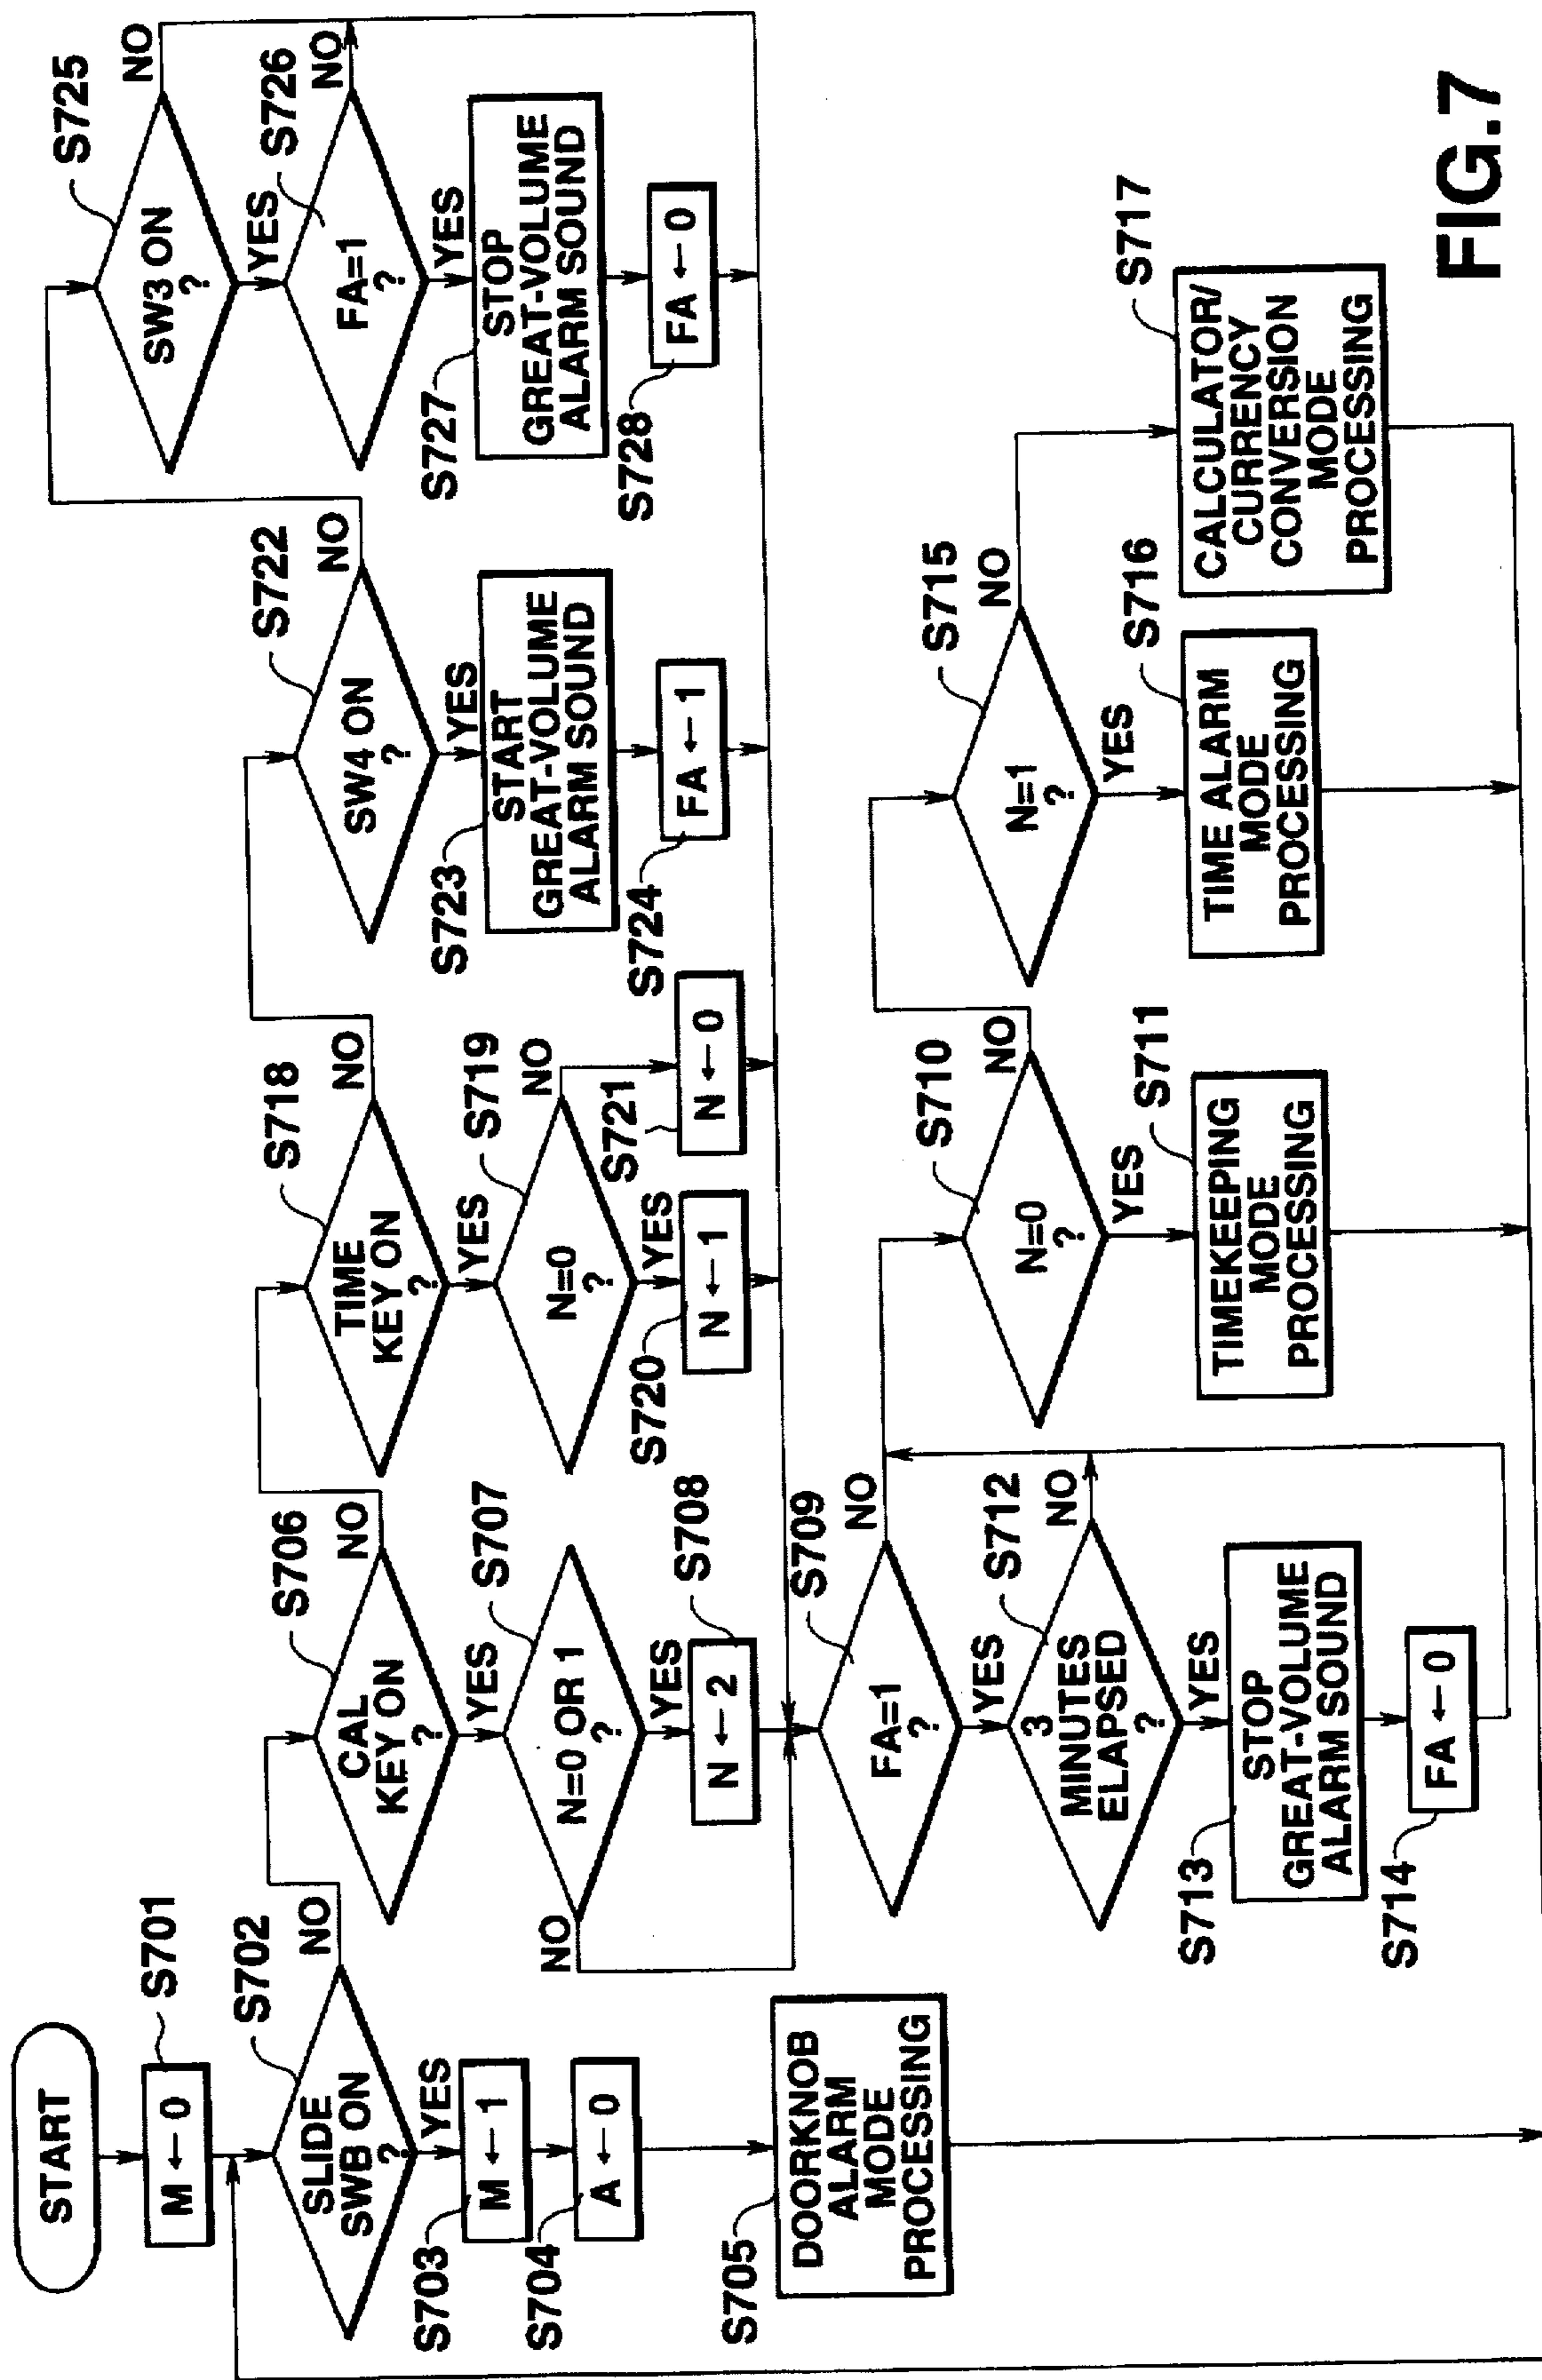 START
M ← 0
S701
SLIDE
SWB ON
?
S702
NO
YES
M ← 1
S703
A ← 0
S704
DOORKNOB
ALARM
MODE
PROCESSING
S705
CAL
KEY ON
?
S706
NO
YES
N=0 OR 1
?
S707
NO
YES
N ← 2
S708
TIME
KEY ON
?
S718
NO
YES
N=0
?
S719
NO
YES
N ← 1
S720
N ← 0
S721
SW4 ON
?
S722
NO
YES
START
GREAT-VOLUME
ALARM SOUND
S723
FA ← 1
S724
SW3 ON
?
S725
NO
YES
FA=1
?
S726
NO
YES
STOP
GREAT-VOLUME
ALARM SOUND
S727
FA ← 0
S728
FA=1
?
S709
NO
YES
3
MINUTES
ELAPSED
?
S712
NO
YES
STOP
GREAT-VOLUME
ALARM SOUND
S713
FA ← 0
S714
N=0
?
S710
NO
YES
TIMEKEEPING
MODE
PROCESSING
S711
N=1
?
S715
NO
YES
TIME ALARM
MODE
PROCESSING
S716
CALCULATOR/
CURRENCY
CONVERSION
MODE
PROCESSING
S717
FIG.7